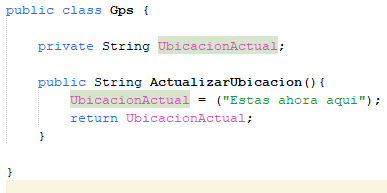 public class Gps {
private String UbicacionActual;
public String ActualizarUbicacion(){
UbicacionActual = ("Estas ahora aqui");
return UbicacionActual;
}
}